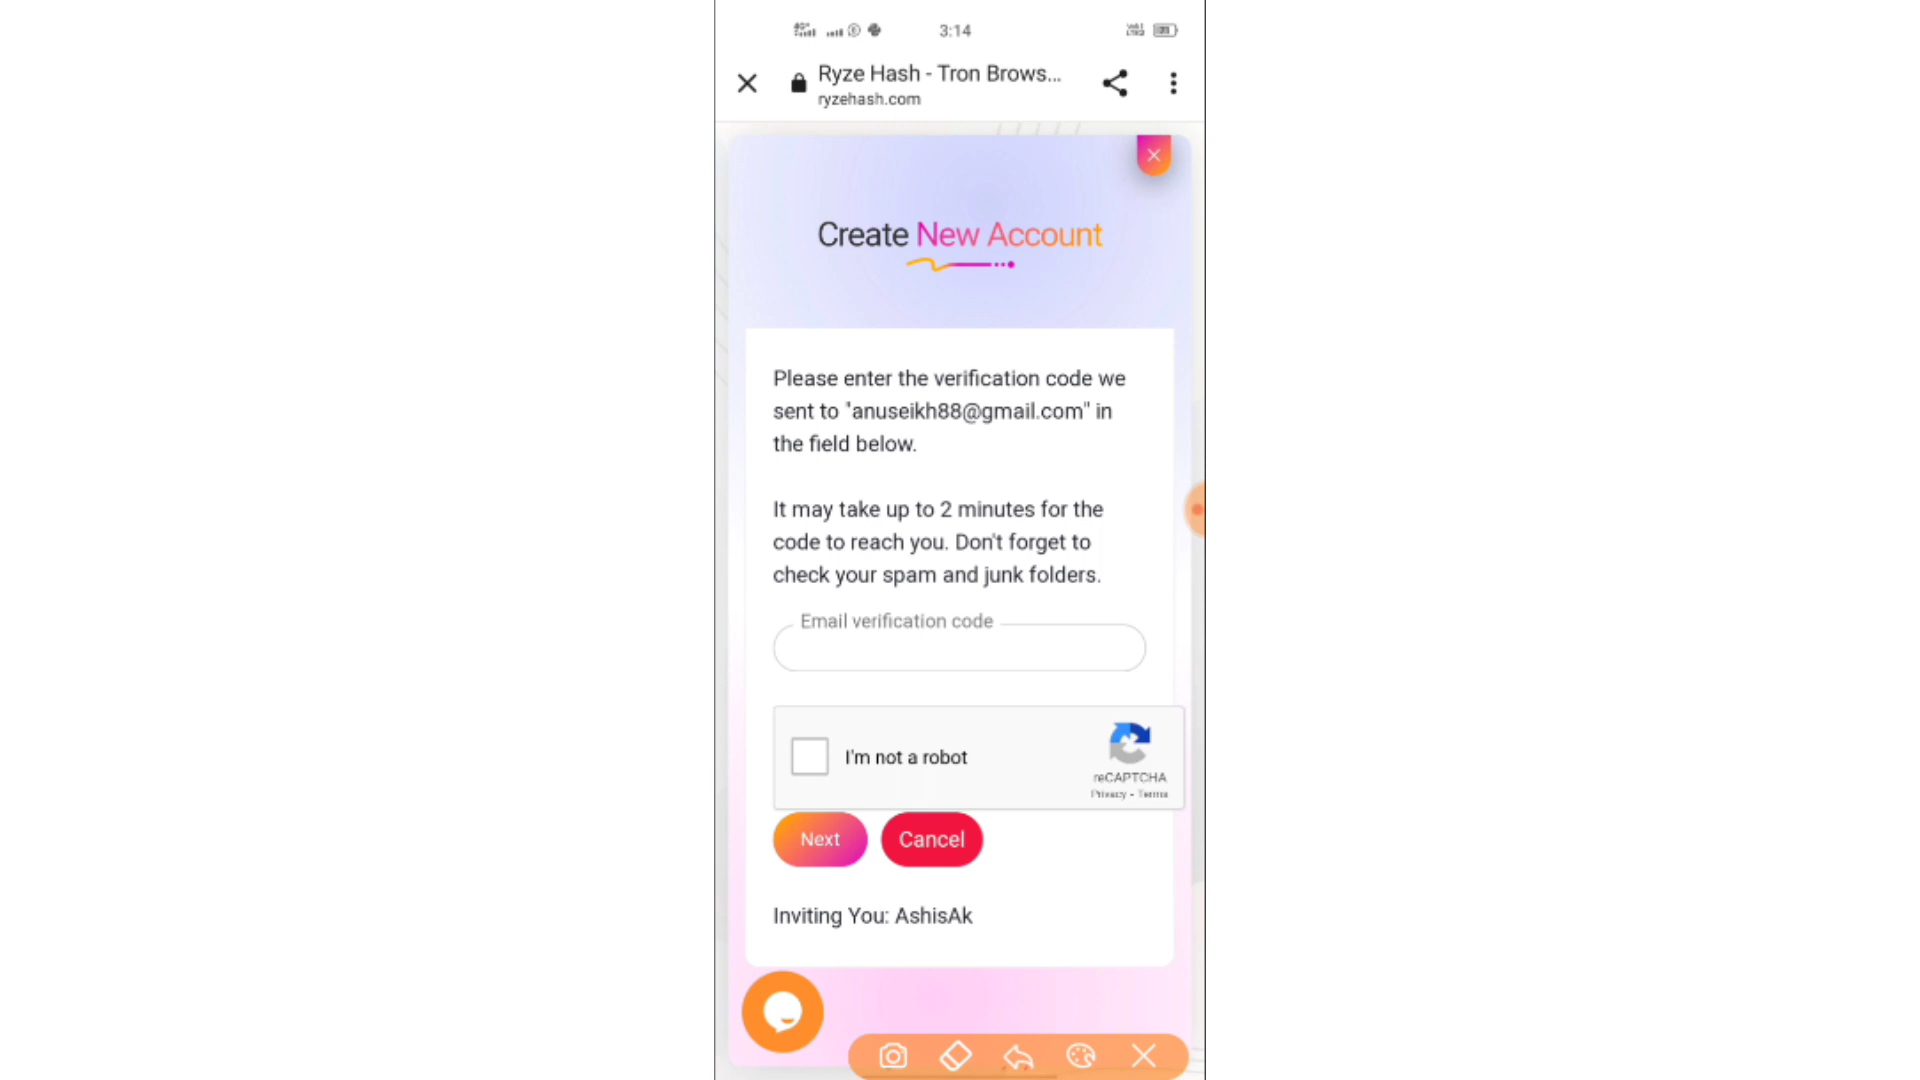 3:14
Ryze Hash - Tron Brows...
ryzehash.com
Create New Account
Please enter the verification code we
sent to "anuseikh88@gmail.com" in
the field below.
It may take up to 2 minutes for the
code to reach you. Don't forget to
check your spam and junk folders.
Email verification code
I'm not a robot
reCAPTCHA
Privacy - Terms
Next
Cancel
Inviting You: AshisAk